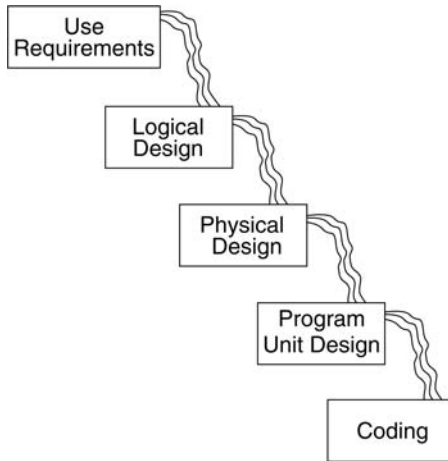 Use
Requirements
Logical
Design
Physical
Design
Program
Unit Design
Coding